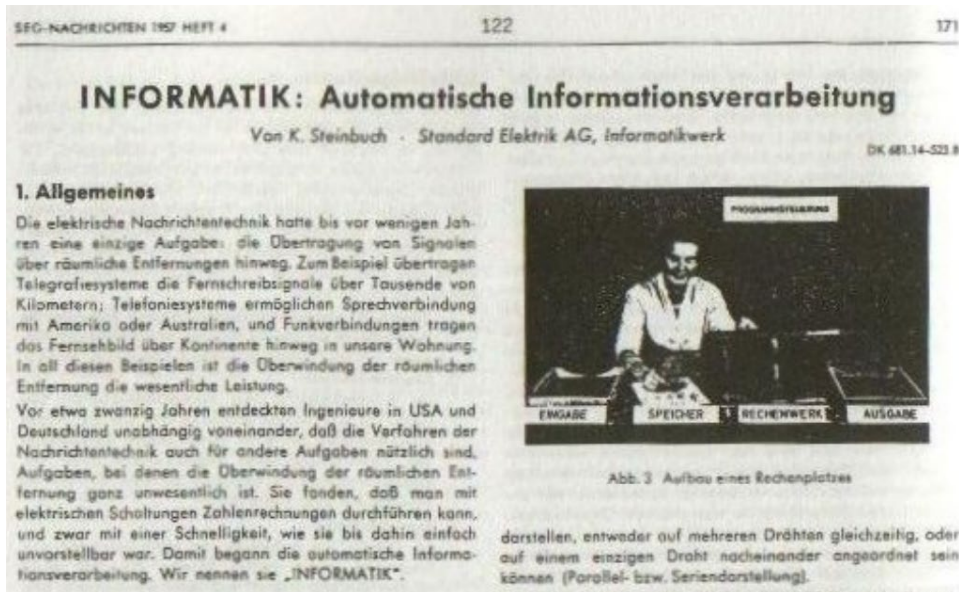 SEG-NACHRICHTEN 1957 HEFT 4
122
171
INFORMATIK: Automatische Informationsverarbeitung
Von K. Steinbuch · Standard Elektrik AG, Informatikwerk
DK 681.14–523.8
1. Allgemeines
Die elektrische Nachrichtentechnik hatte bis vor wenigen Jah-
ren eine einzige Aufgabe: die Übertragung von Signalen
über räumliche Entfernungen hinweg. Zum Beispiel übertragen
Telegrafiesysteme die Fernschreibsignale über Tausende von
Kilometern; Telefoniesysteme ermöglichen Sprechverbindung
mit Amerika oder Australien, und Funkverbindungen tragen
das Fernsehbild über Kontinente hinweg in unsere Wohnung.
In all diesen Beispielen ist die Überwindung der räumlichen
Entfernung die wesentliche Leistung.
Vor etwa zwanzig Jahren entdeckten Ingenieure in USA und
Deutschland unabhängig voneinander, daß die Verfahren der
Nachrichtentechnik auch für andere Aufgaben nützlich sind,
Aufgaben, bei denen die Überwindung der räumlichen Ent-
fernung ganz unwesentlich ist. Sie fanden, daß man mit
elektrischen Schaltungen Zahlenrechnungen durchführen kann,
und zwar mit einer Schnelligkeit, wie sie bis dahin einfach
unvorstellbar war. Damit begann die automatische Informa-
tionsverarbeitung. Wir nennen sie „INFORMATIK".
PROGRAMMSTEUERUNG
EINGABE
SPEICHER
RECHENWERK
AUSGABE
Abb. 3 Aufbau eines Rechenplatzes
darstellen, entweder auf mehreren Drähten gleichzeitig, oder
auf einem einzigen Draht nacheinander angeordnet sein
können (Parallel- bzw. Seriendarstellung).